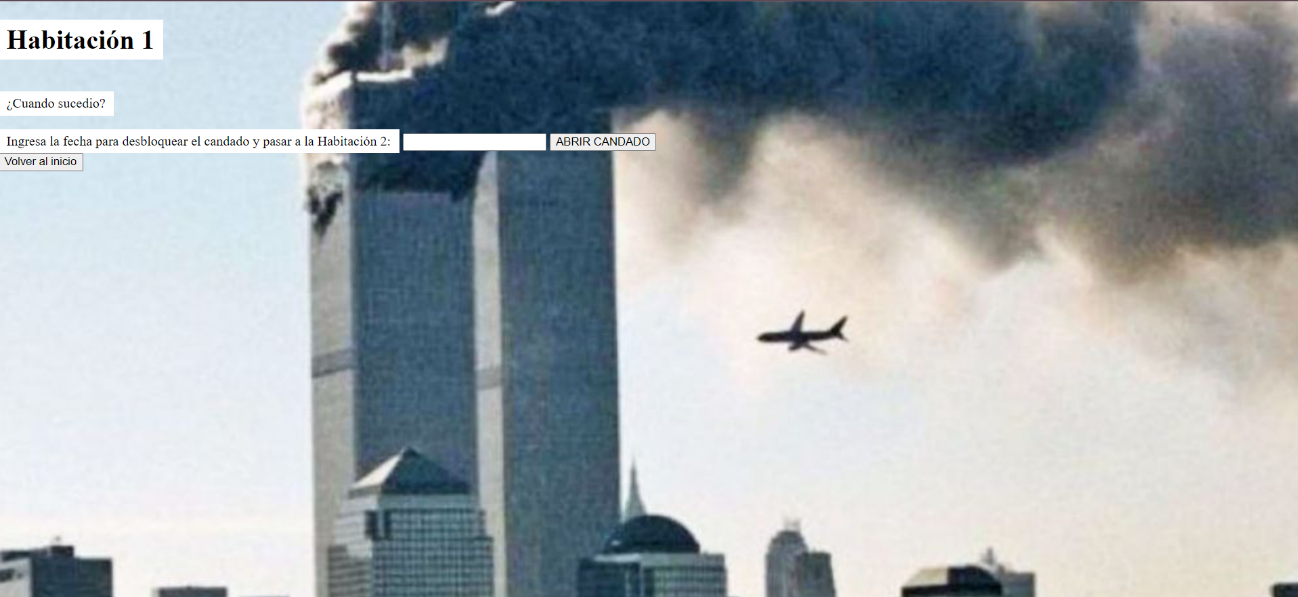 Habitación 1
¿Cuando sucedio?
Ingresa la fecha para desbloquear el candado y pasar a la Habitación 2: ABRIR CANDADO
Volver al inicio